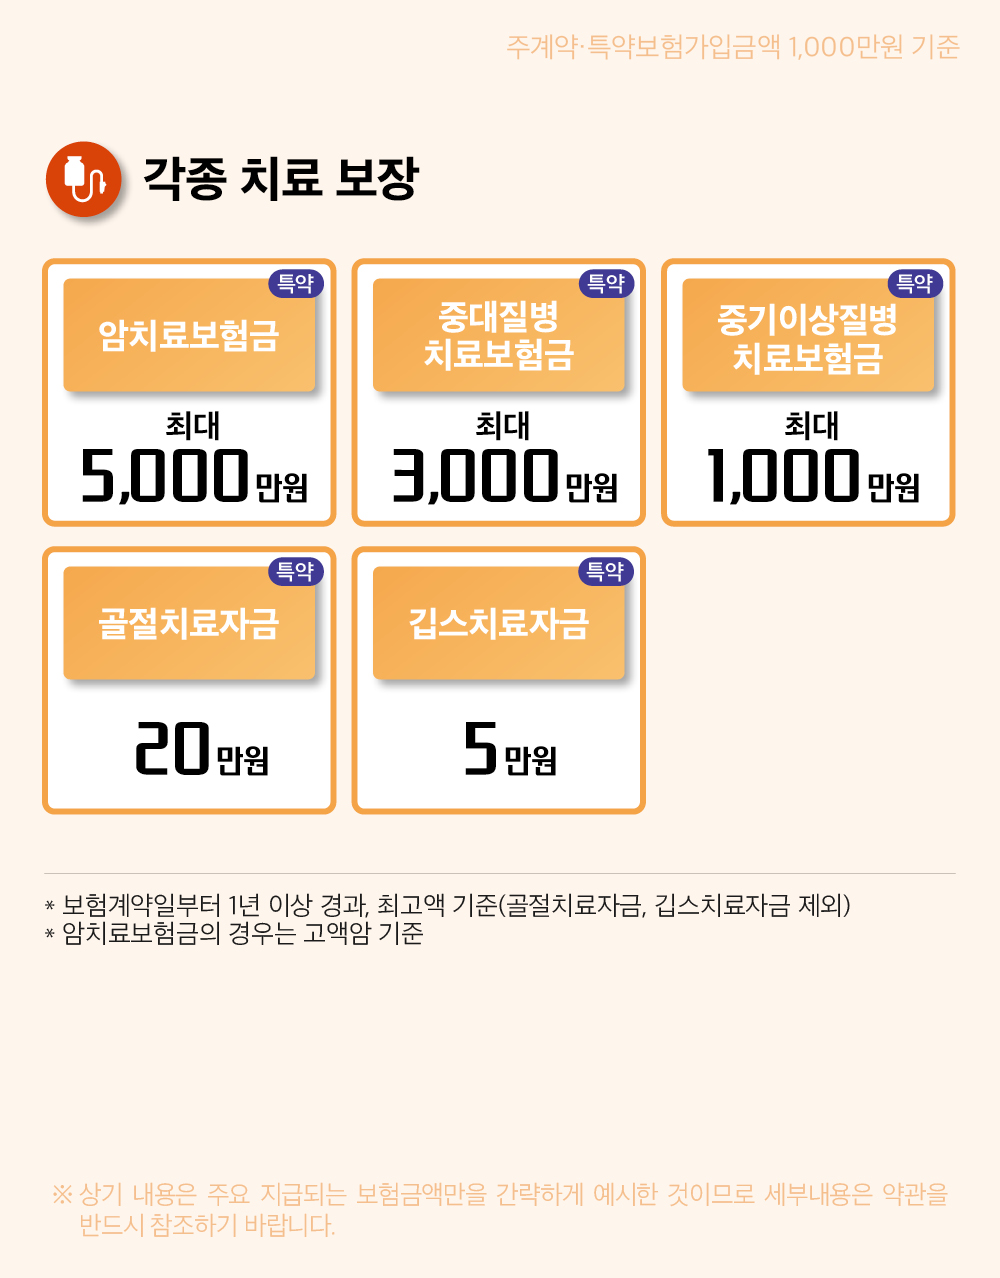 주계약·특약보험가입금액 1,000만원 기준
각종 치료 보장
특약
암치료보험금
최대
5,000만원
특약
중대질병
치료보험금
최대
3,000만원
특약
중기이상질병
치료보험금
최대
1,000만원
특약
골절치료자금
20만원
특약
깁스치료자금
5만원
* 보험계약일부터 1년 이상 경과, 최고액 기준(골절치료자금, 깁스치료자금 제외)
* 암치료보험금의 경우는 고액암 기준
※ 상기 내용은 주요 지급되는 보험금액만을 간략하게 예시한 것이므로 세부내용은 약관을
반드시 참조하기 바랍니다.